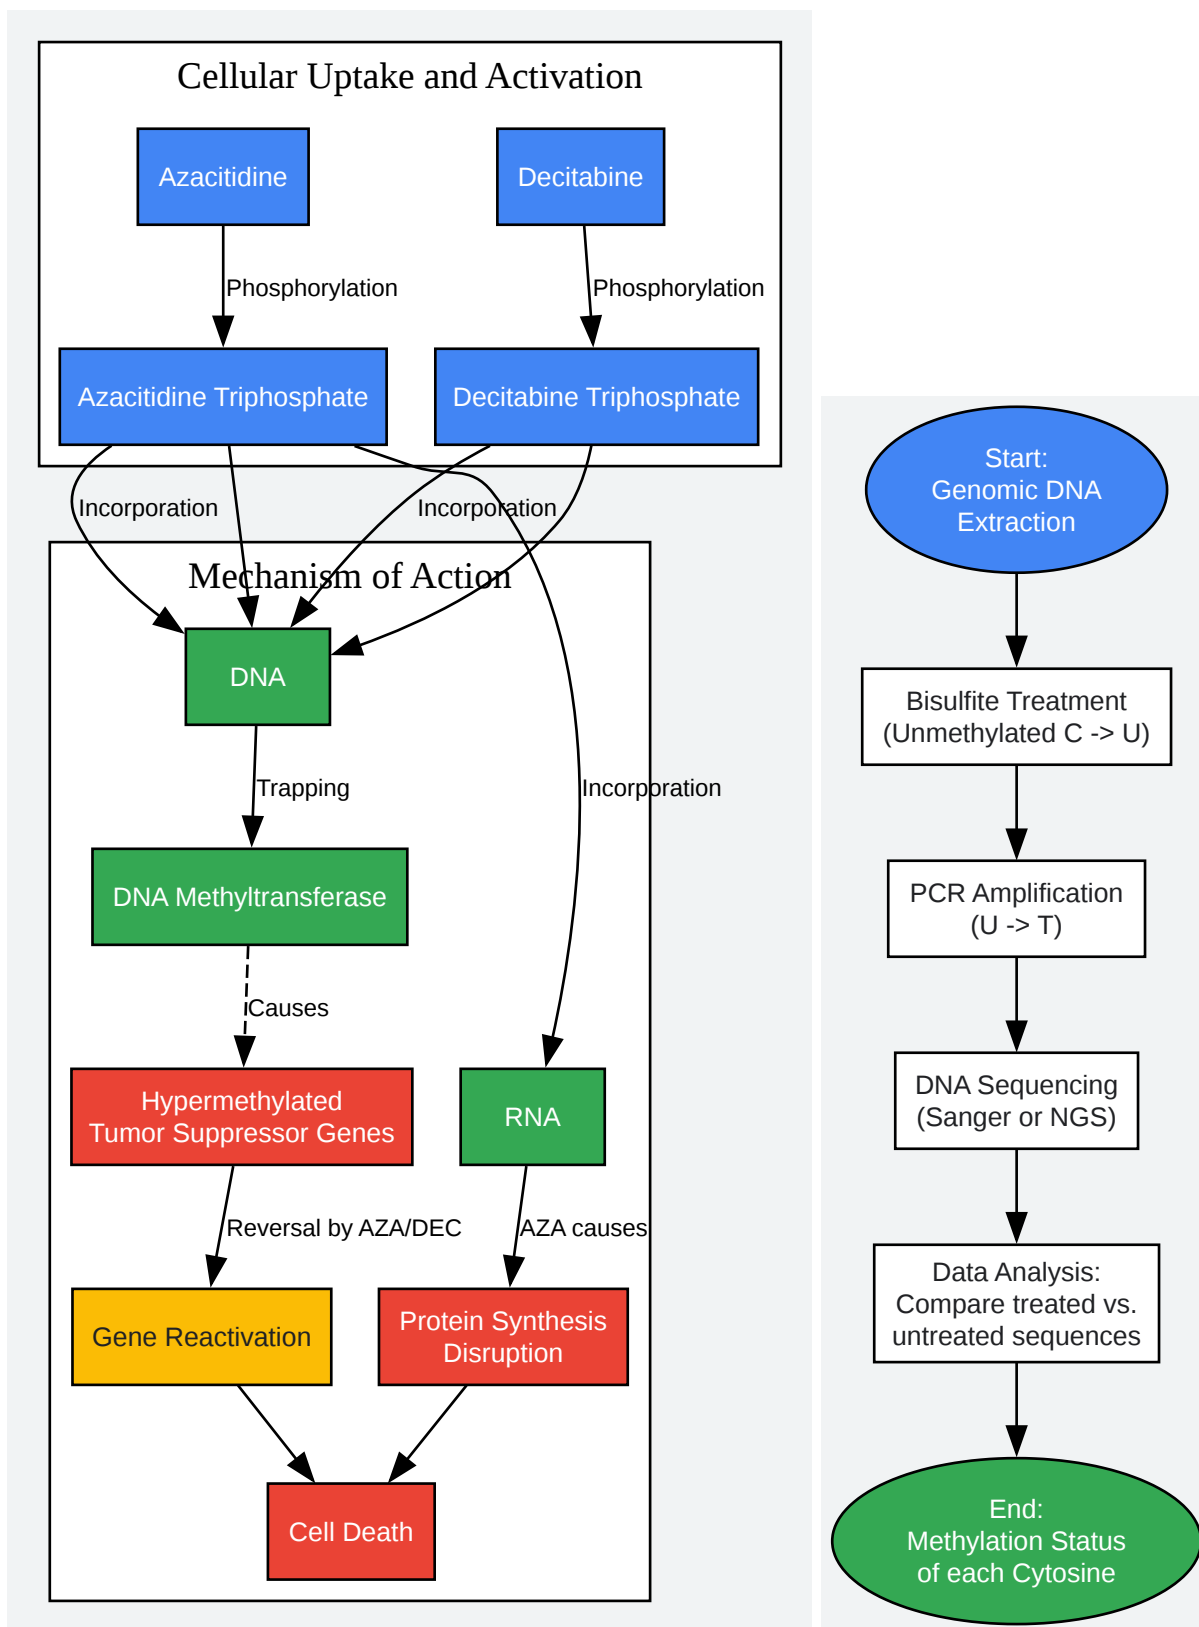 Cellular Uptake and Activation
Azacitidine
Decitabine
Phosphorylation
Phosphorylation
Azacitidine Triphosphate
Decitabine Triphosphate
Incorporation
Incorporation
Mechanism of Action
DNA
Trapping
Incorporation
DNA Methyltransferase
Causes
Hypermethylated
Tumor Suppressor Genes
RNA
Reversal by AZA/DEC
AZA causes
Gene Reactivation
Protein Synthesis
Disruption
Cell Death
Start:
Genomic DNA
Extraction
Bisulfite Treatment
(Unmethylated C -> U)
PCR Amplification
(U -> T)
DNA Sequencing
(Sanger or NGS)
Data Analysis:
Compare treated vs.
untreated sequences
End:
Methylation Status
of each Cytosine